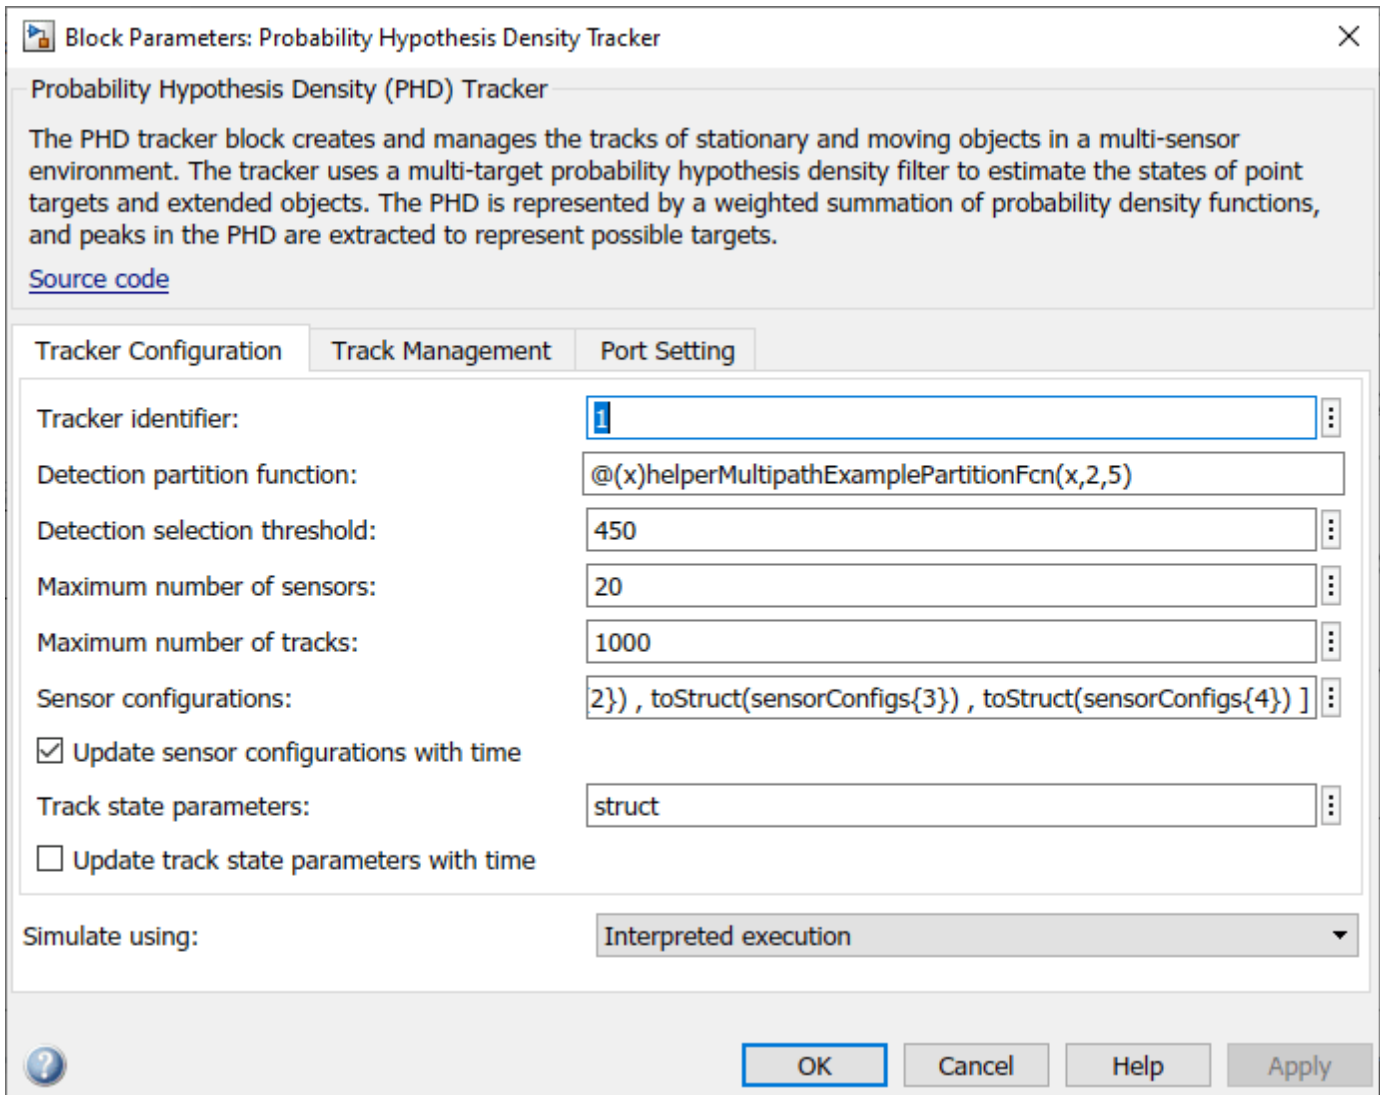 Block Parameters: Probability Hypothesis Density Tracker
Probability Hypothesis Density (PHD) Tracker
The PHD tracker block creates and manages the tracks of stationary and moving objects in a multi-sensor
environment. The tracker uses a multi-target probability hypothesis density filter to estimate the states of point
targets and extended objects. The PHD is represented by a weighted summation of probability density functions,
and peaks in the PHD are extracted to represent possible targets.
Source code
Tracker Configuration Track Management Port Setting
Tracker identifier: 1
Detection partition function: @(x)helperMultipathExamplePartitionFcn(x,2,5)
Detection selection threshold: 450
Maximum number of sensors: 20
Maximum number of tracks: 1000
Sensor configurations: 2}) , toStruct(sensorConfigs{3}) , toStruct(sensorConfigs{4}) ]
Update sensor configurations with time
Track state parameters: struct
Update track state parameters with time
Simulate using: Interpreted execution
? OK Cancel Help Apply